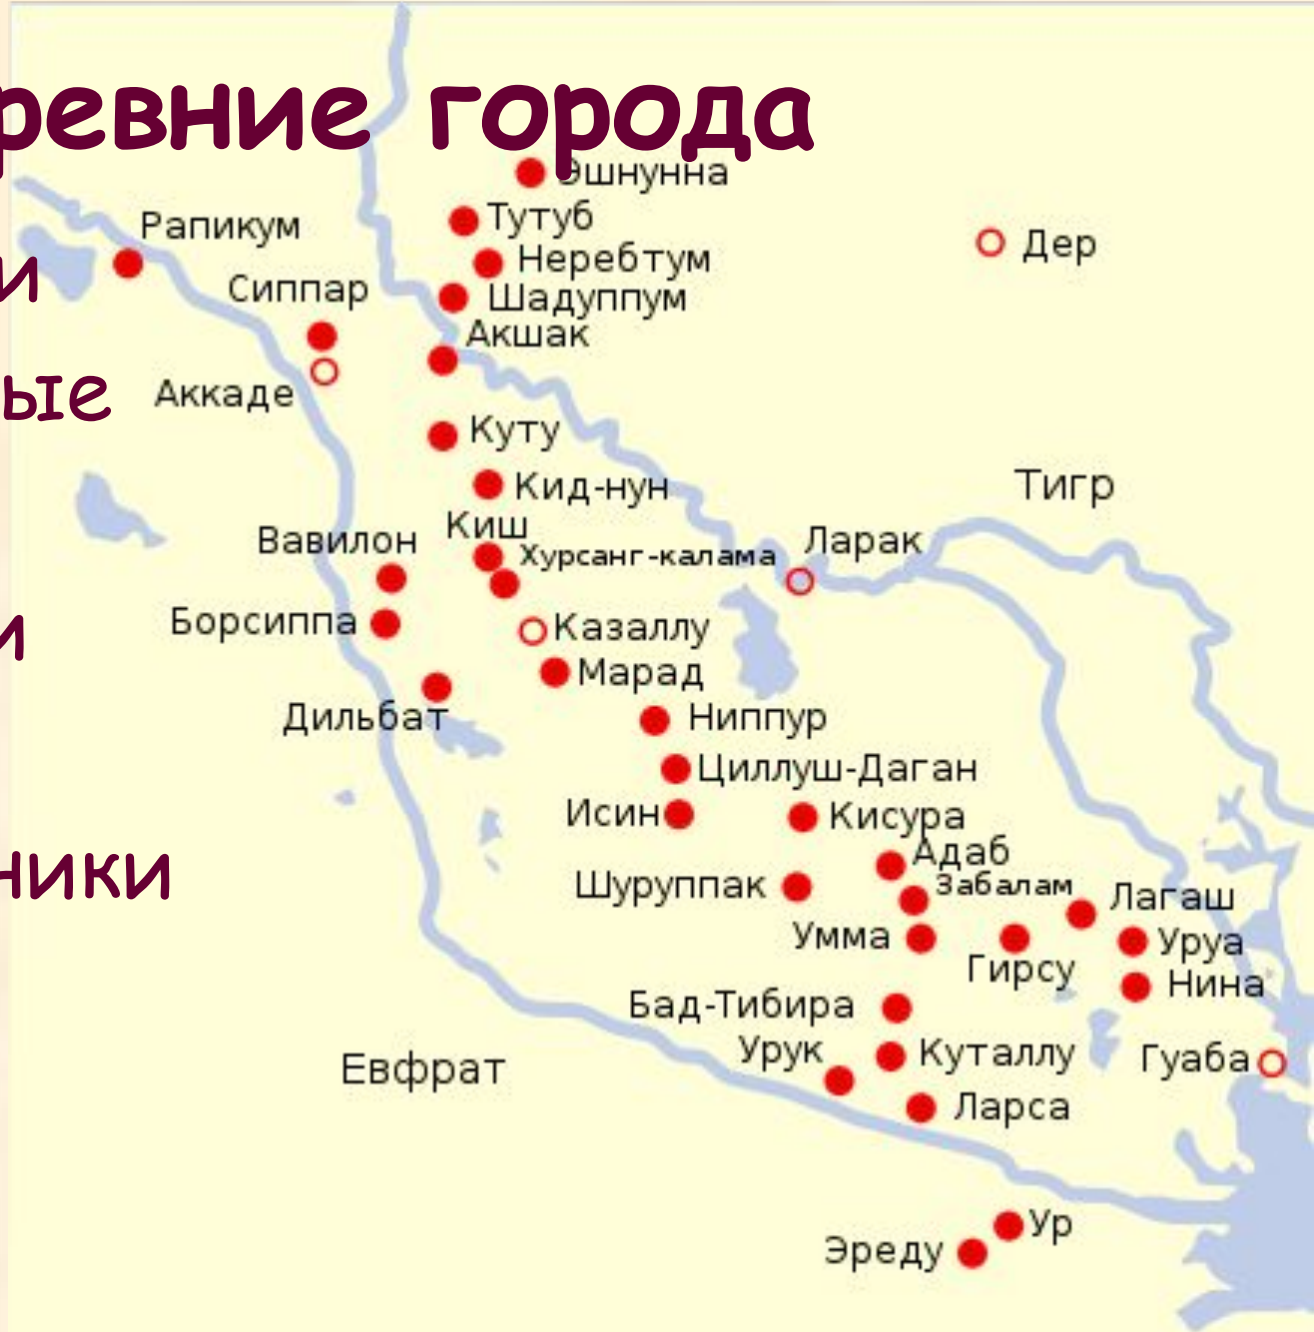 ревние города
Эшнунна
Тутуб
Рапикум
Дер
Неребтум
и
Сиппар
Шадуппум
Акшак
ые
Аккаде
Куту
Кид-нун
Тигр
Киш
Вавилон
Ларак
Хурсанг-калама
Борсиппа
Казаллу
и
Марад
Дильбат
Ниппур
Циллуш-Даган
Исин
Кисура
Адаб
ники
Шуруппак
Забалам
Лагаш
Умма
Уруа
Гирсу
Нина
Бад-Тибира
Урук
Куталлу
Гуаба
Евфрат
Ларса
Ур
Эреду